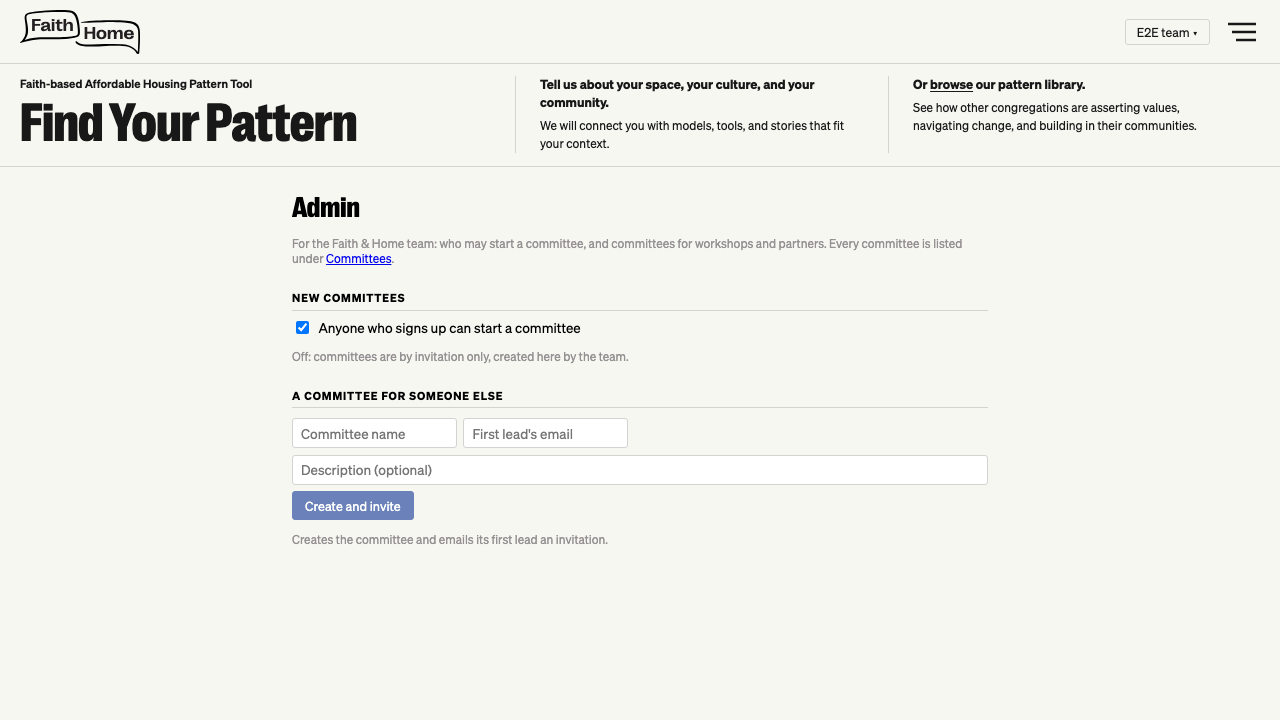 Faith
Home
E2E team ▾
Faith-based Affordable Housing Pattern Tool
Find Your Pattern
Tell us about your space, your culture, and your
community.
We will connect you with models, tools, and stories that fit
your context.
Or browse our pattern library.
See how other congregations are asserting values,
navigating change, and building in their communities.
Admin
For the Faith & Home team: who may start a committee, and committees for workshops and partners. Every committee is listed
under Committees.
NEW COMMITTEES
Anyone who signs up can start a committee
Off: committees are by invitation only, created here by the team.
A COMMITTEE FOR SOMEONE ELSE
Committee name
First lead's email
Description (optional)
Create and invite
Creates the committee and emails its first lead an invitation.